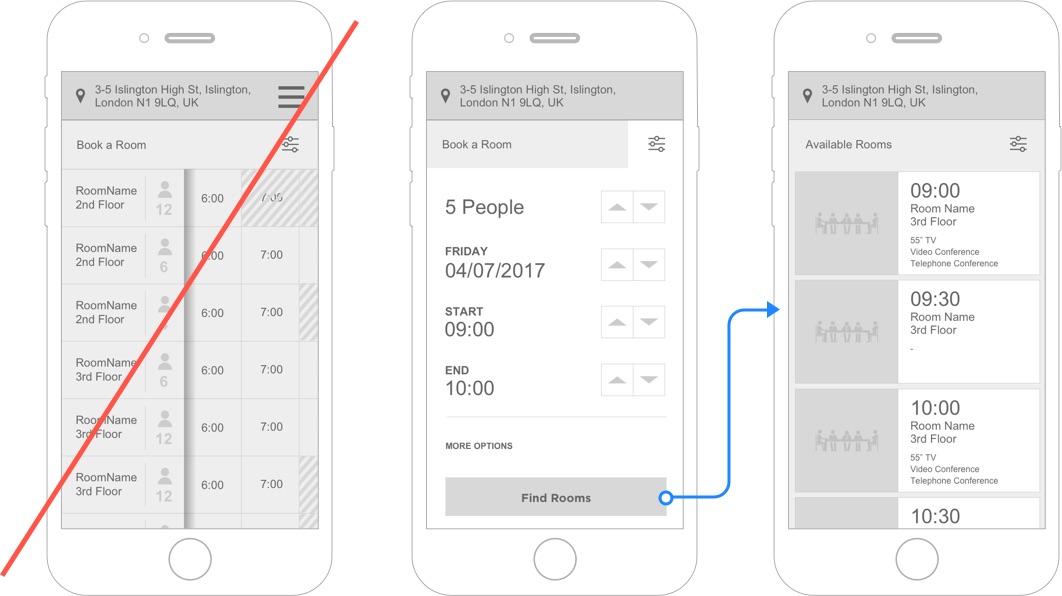 3-5 Islington High St, Islington,
London N1 9LQ, UK
Book a Room
RoomName
2nd Floor
12
6:00
7:00
RoomName
2nd Floor
6
6:00
7:00
RoomName
2nd Floor
6:00
7:00
RoomName
3rd Floor
6
6:00
7:00
RoomName
3rd Floor
12
6:00
7:00
RoomName
3rd Floor
12
6:00
7:00
3-5 Islington High St, Islington,
London N1 9LQ, UK
Book a Room
5 People
FRIDAY
04/07/2017
START
09:00
END
10:00
MORE OPTIONS
Find Rooms
3-5 Islington High St, Islington,
London N1 9LQ, UK
Available Rooms
09:00
Room Name
3rd Floor
55" TV
Video Conference
Telephone Conference
09:30
Room Name
3rd Floor
-
10:00
Room Name
3rd Floor
55" TV
Video Conference
Telephone Conference
10:30